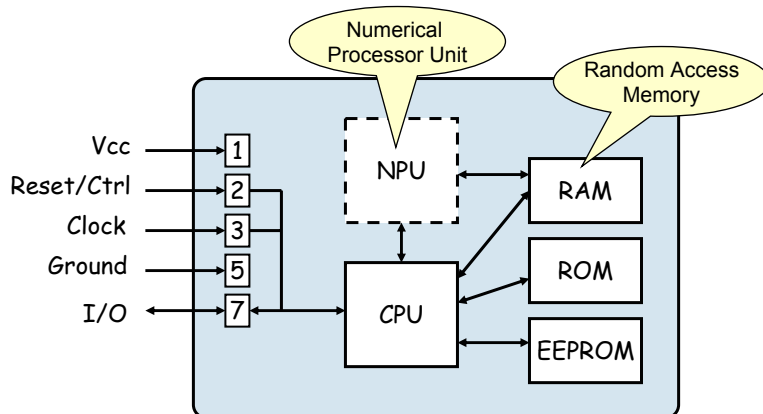 Numerical
Processor Unit
Random Access
Memory
Vcc
1
NPU
Reset/Ctrl
2
RAM
Clock
3
Ground
5
ROM
I/O
7
CPU
EEPROM